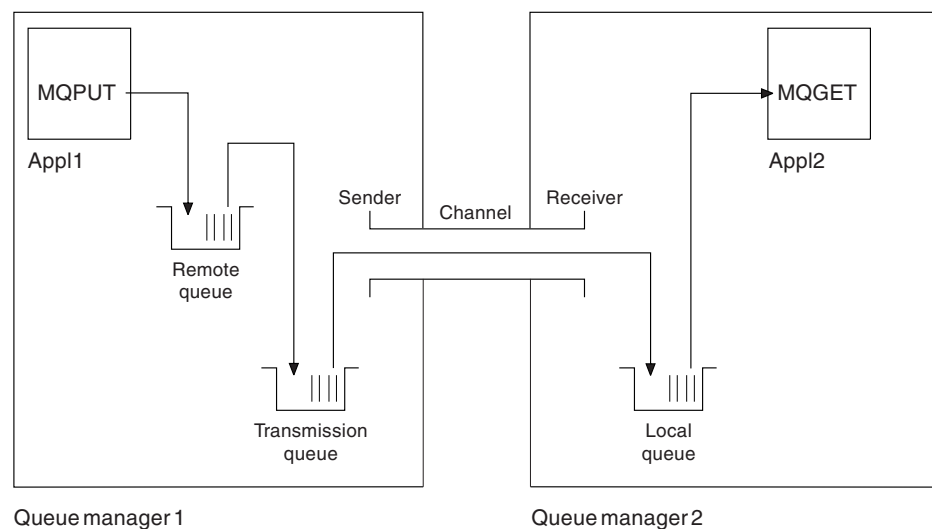 MQPUT
MQGET
Appl1
Appl2
Sender
Channel
Receiver
Remote
queue
Transmission
queue
Local
queue
Queue manager 1
Queue manager 2